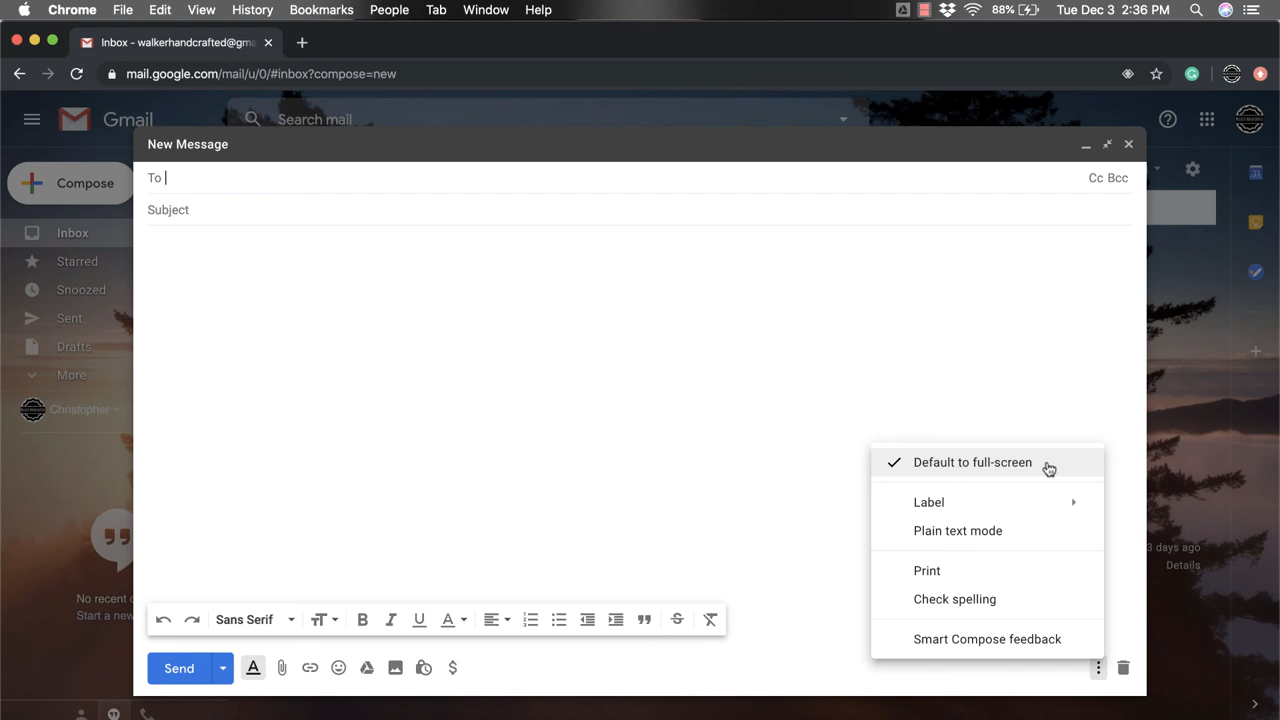 Chrome File Edit View History Bookmarks People Tab Window Help 88% Tue Dec 3 2:36 PM
Inbox - walkerhandcrafted@gma
mail.google.com/mail/u/0/#inbox?compose=new
Gmail Search mail
New Message
Compose
To Cc Bcc
Subject
Inbox
Starred
Snoozed
Sent
Drafts
More
Christopher
Default to full-screen
Label
Plain text mode
Print
Check spelling
Smart Compose feedback
3 days ago
Details
No recent c
Start a new
Sans Serif
Send